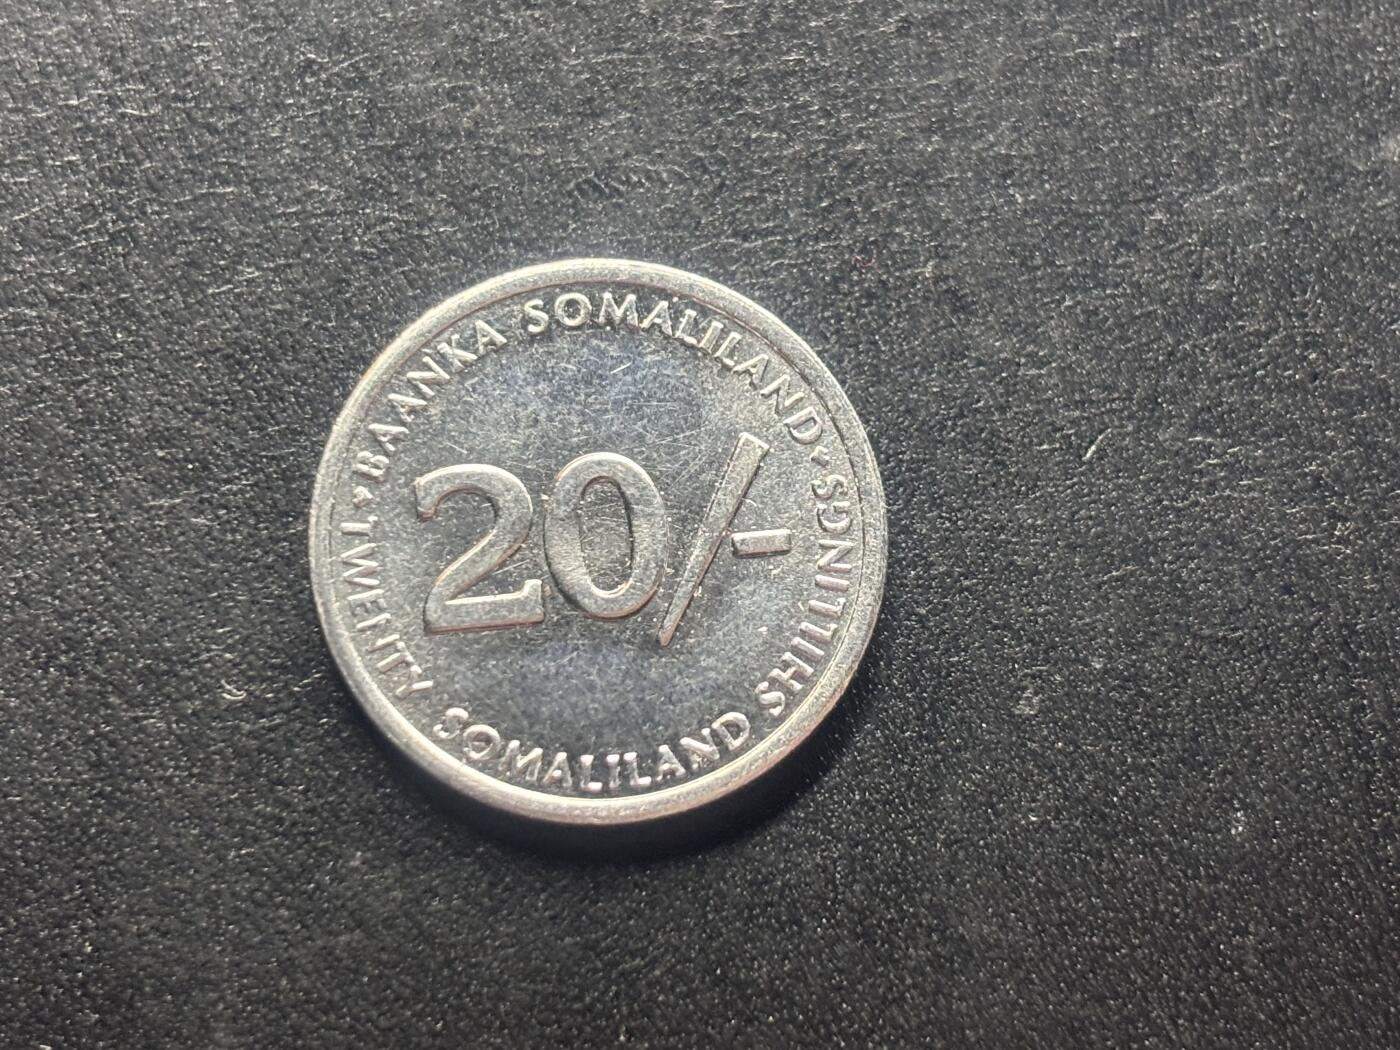 BAANKA SOMALILAND
20/-
TWENTY SOMALILAND SHILLINGS